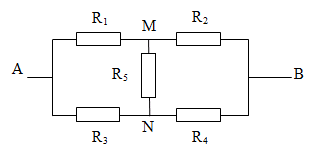 R₁ M R₂
A R₅ B
R₃ N R₄